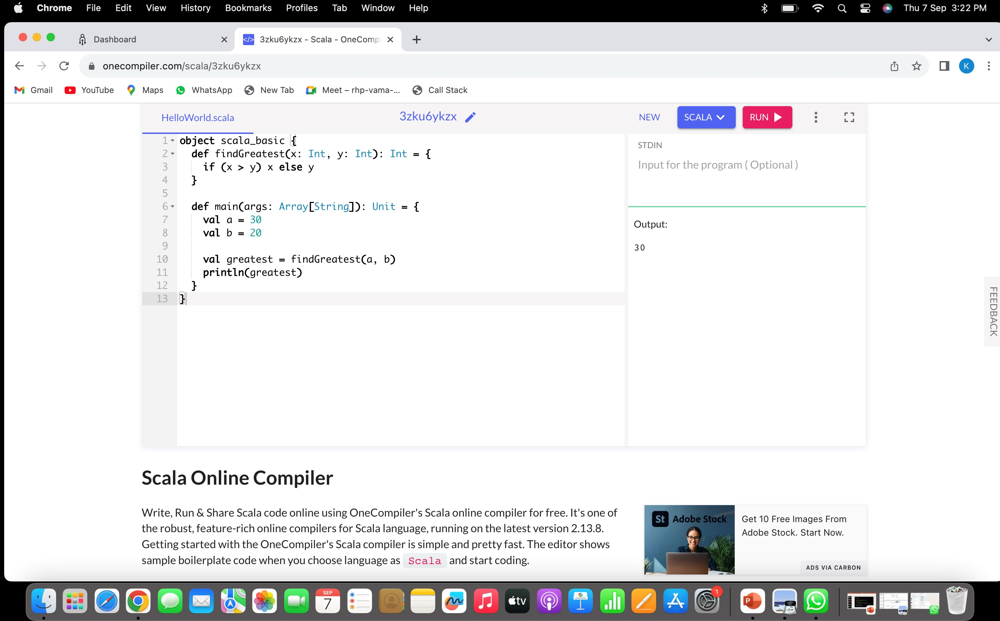 Chrome File Edit View History Bookmarks Profiles Tab Window Help Thu 7 Sep 3:22 PM
Dashboard 3zku6ykzx - Scala - OneComp
onecompiler.com/scala/3zku6ykzx K
Gmail YouTube Maps WhatsApp New Tab Meet – rhp-vama-... Call Stack
HelloWorld.scala 3zku6ykzx NEW SCALA RUN
1 object scala_basic {
2 def findGreatest(x: Int, y: Int): Int = {
3 if (x > y) x else y
4 }
5
6 def main(args: Array[String]): Unit = {
7 val a = 30
8 val b = 20
9
10 val greatest = findGreatest(a, b)
11 println(greatest)
12 }
13 }
STDIN
Input for the program ( Optional )
Output:
30
FEEDBACK
Scala Online Compiler
Write, Run & Share Scala code online using OneCompiler's Scala online compiler for free. It's one of
the robust, feature-rich online compilers for Scala language, running on the latest version 2.13.8.
Getting started with the OneCompiler's Scala compiler is simple and pretty fast. The editor shows
sample boilerplate code when you choose language as Scala and start coding.
St Adobe Stock
Get 10 Free Images From
Adobe Stock. Start Now.
ADS VIA CARBON
SEP
7
tv
1
P